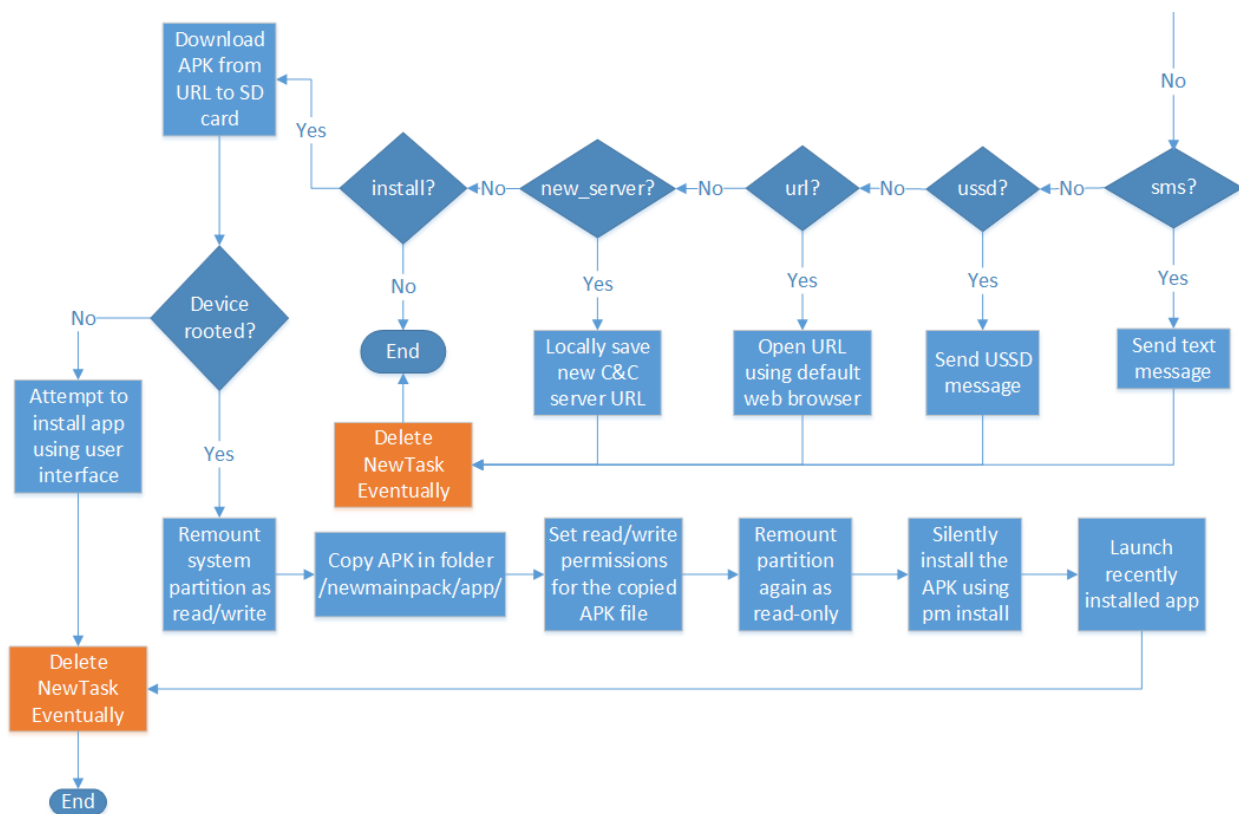 Download
APK from
URL to SD
card
No
Yes
install?
No
new_server?
No
url?
No
ussd?
No
sms?
Device
rooted?
No
Yes
No
Yes
Yes
Yes
Yes
End
Locally save
new C&C
server URL
Open URL
using default
web browser
Send USSD
message
Send text
message
Attempt to
install app
using user
interface
Delete
NewTask
Eventually
Remount
system
partition as
read/write
Copy APK in folder
/newmainpack/app/
Set read/write
permissions
for the copied
APK file
Remount
partition
again as
read-only
Silently
install the
APK using
pm install
Launch
recently
installed app
Delete
NewTask
Eventually
End